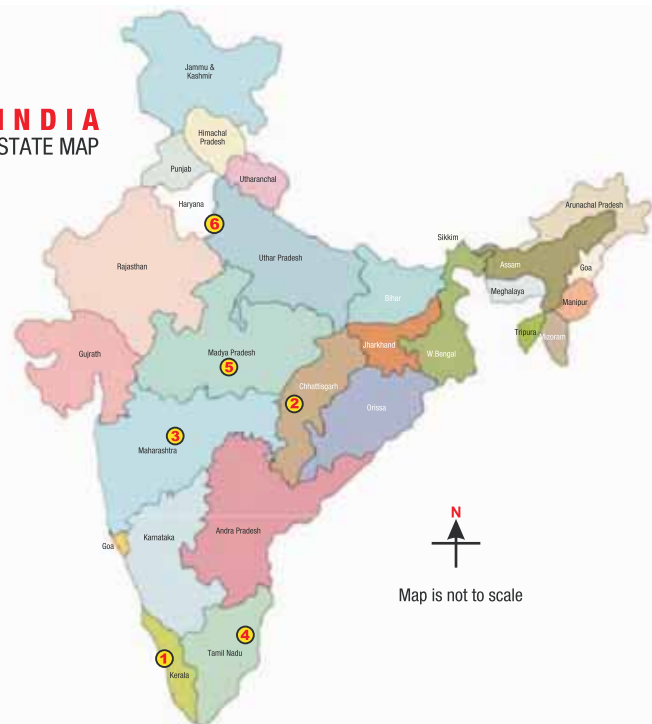 Jammu &
Kashmir
INDIA
STATE MAP
Himachal
Pradesh
Punjab
Utharanchal
Haryana
6
Arunachal Pradesh
Sikkim
Uthar Pradesh
Assam
Goa
Rajasthan
Meghalaya
Bihar
Manipur
Tripura
Mizoram
Jharkhand
Gujrath
Madya Pradesh
W.Bengal
5
Chhattisgarh
2
Orissa
3
Maharashtra
N
Andra Pradesh
Karnataka
Goa
Map is not to scale
4
1
Tamil Nadu
Kerala